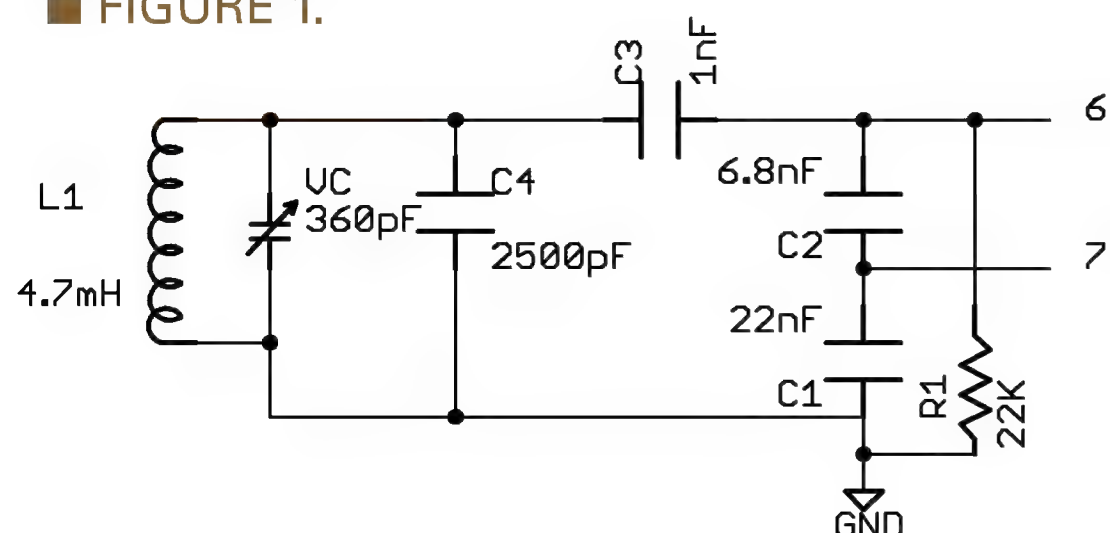 FIGURE 1.
C3
1nF
6
L1
VC
360pF
C4
6.8nF
C2
2500pF
7
4.7mH
22nF
C1
R1
22K
GND